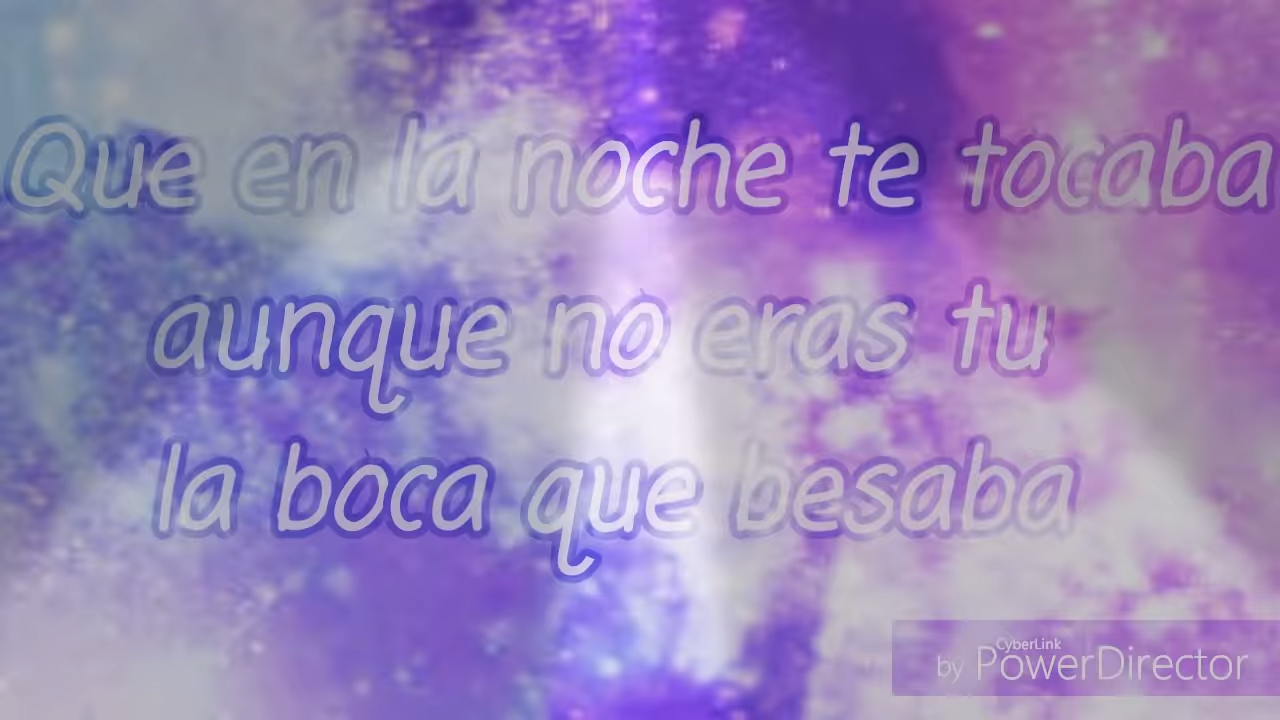 Que en la noche te tocaba
aunque no eras tu
la boca que besaba
CyberLink
by PowerDirector